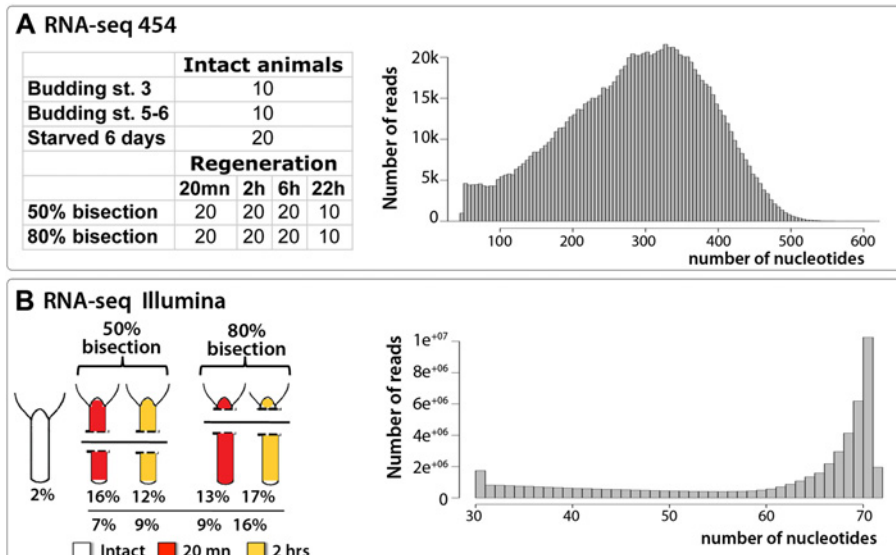 A RNA-seq 454
Intact animals
Budding st. 3 10
Budding st. 5-6 10
Starved 6 days 20
Regeneration
20mn 2h 6h 22h
50% bisection 20 20 20 10
80% bisection 20 20 20 10
Number of reads
20k
15k
10k
5k
0
100 200 300 400 500 600
number of nucleotides
B RNA-seq Illumina
50% bisection
80% bisection
2% 16% 12% 13% 17%
7% 9% 9% 16%
Intact 20 mn 2 hrs
Number of reads
1e+07
8e+06
6e+06
4e+06
2e+06
0
30 40 50 60 70
number of nucleotides